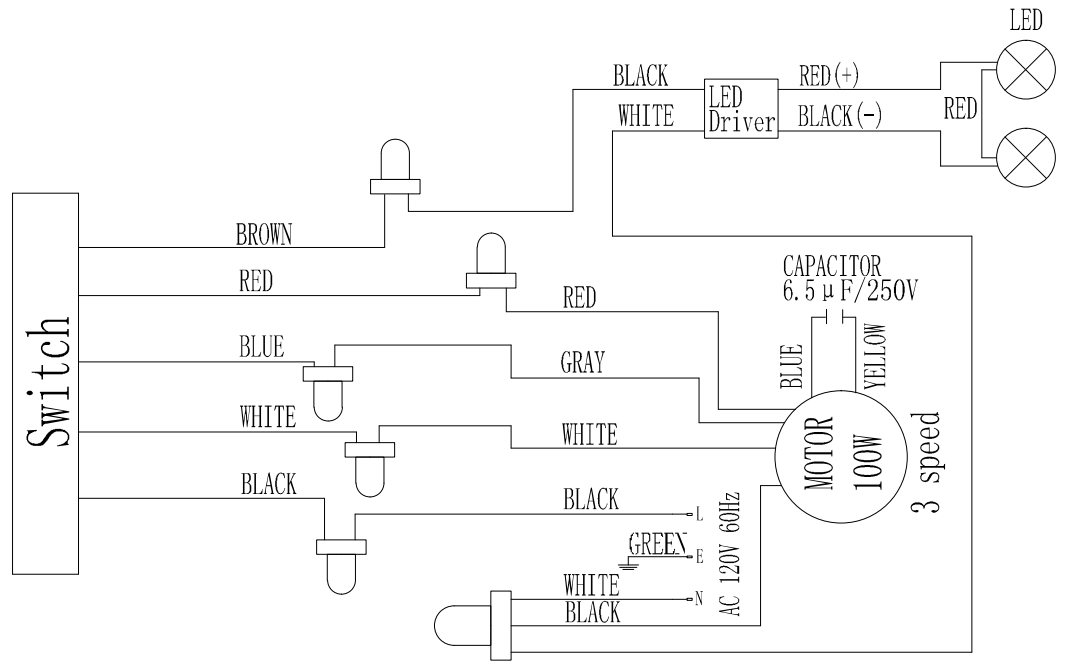 LED
BLACK
RED(+)
LED
Driver
WHITE
BLACK(-)
RED
BROWN
CAPACITOR
6.5μF/250V
RED
RED
BLUE
GRAY
BLUE
YELLOW
Switch
WHITE
WHITE
MOTOR
100W
3 speed
BLACK
BLACK
L
GREEN
E
AC 120V 60Hz
WHITE
N
BLACK